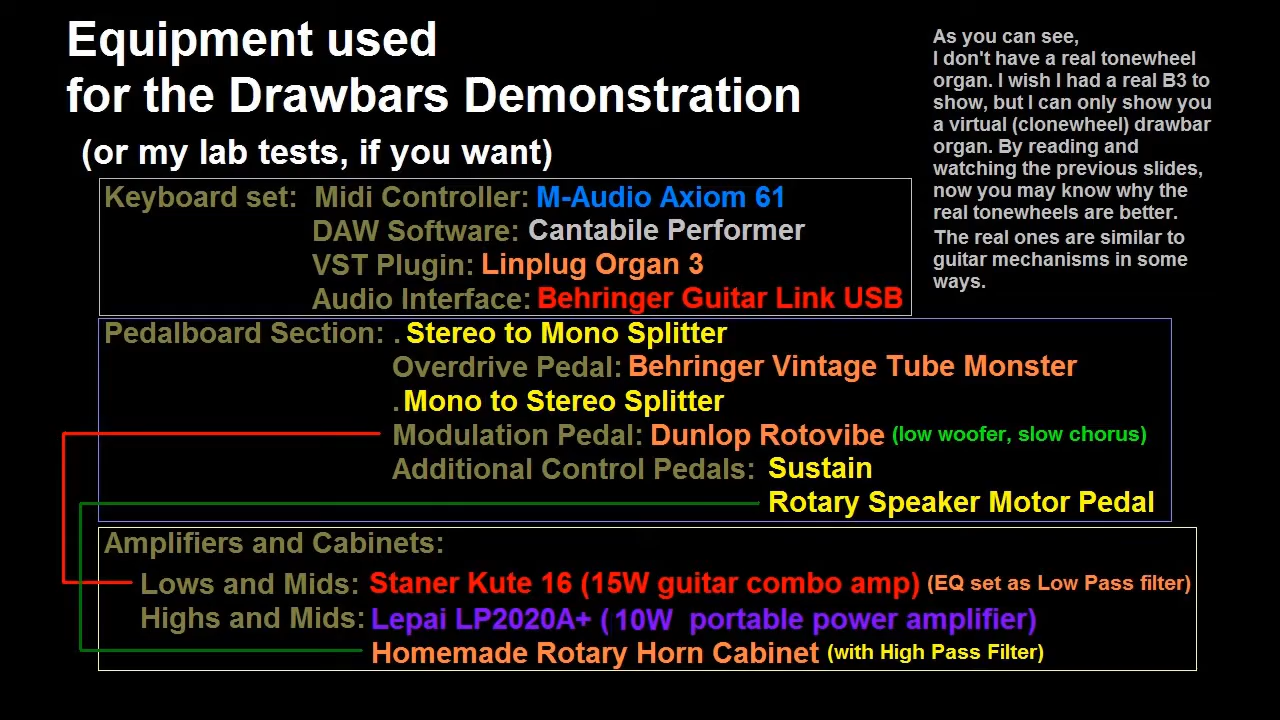 Equipment used
for the Drawbars Demonstration
(or my lab tests, if you want)
As you can see,
I don't have a real tonewheel
organ. I wish I had a real B3 to
show, but I can only show you
a virtual (clonewheel) drawbar
organ. By reading and
watching the previous slides,
now you may know why the
real tonewheels are better.
The real ones are similar to
guitar mechanisms in some
ways.
Keyboard set: Midi Controller: M-Audio Axiom 61
DAW Software: Cantabile Performer
VST Plugin: Linplug Organ 3
Audio Interface: Behringer Guitar Link USB
Pedalboard Section: . Stereo to Mono Splitter
Overdrive Pedal: Behringer Vintage Tube Monster
. Mono to Stereo Splitter
Modulation Pedal: Dunlop Rotovibe (low woofer, slow chorus)
Additional Control Pedals: Sustain
Rotary Speaker Motor Pedal
Amplifiers and Cabinets:
Lows and Mids: Staner Kute 16 (15W guitar combo amp) (EQ set as Low Pass filter)
Highs and Mids: Lepai LP2020A+ (10W portable power amplifier)
Homemade Rotary Horn Cabinet (with High Pass Filter)